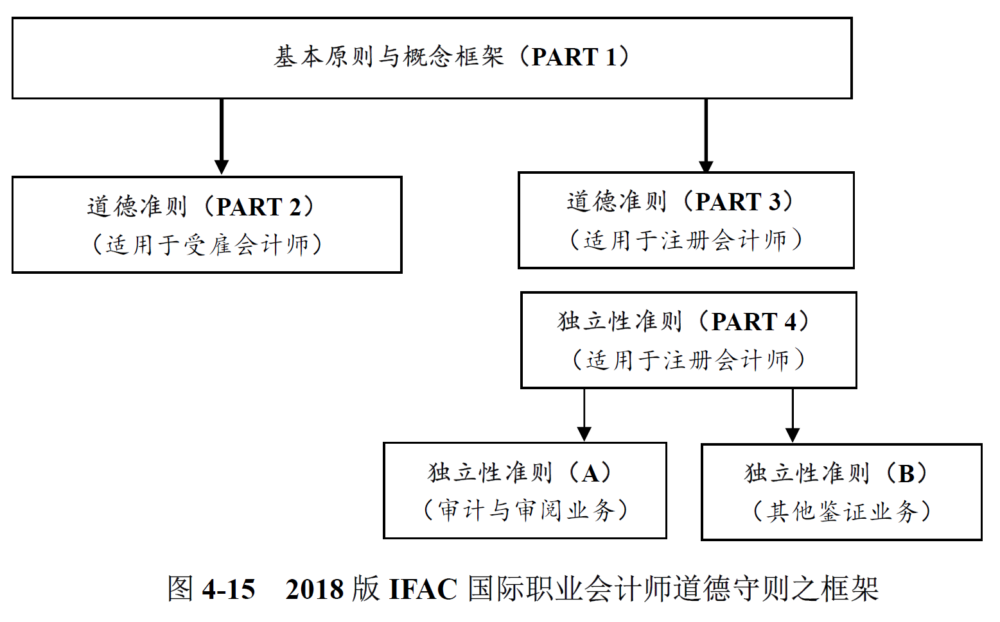 基本原则与概念框架（PART 1）
道德准则（PART 2）
（适用于受雇会计师）
道德准则（PART 3）
（适用于注册会计师）
独立性准则（PART 4）
（适用于注册会计师）
独立性准则（A）
（审计与审阅业务）
独立性准则（B）
（其他鉴证业务）
图 4-15　2018 版 IFAC 国际职业会计师道德守则之框架